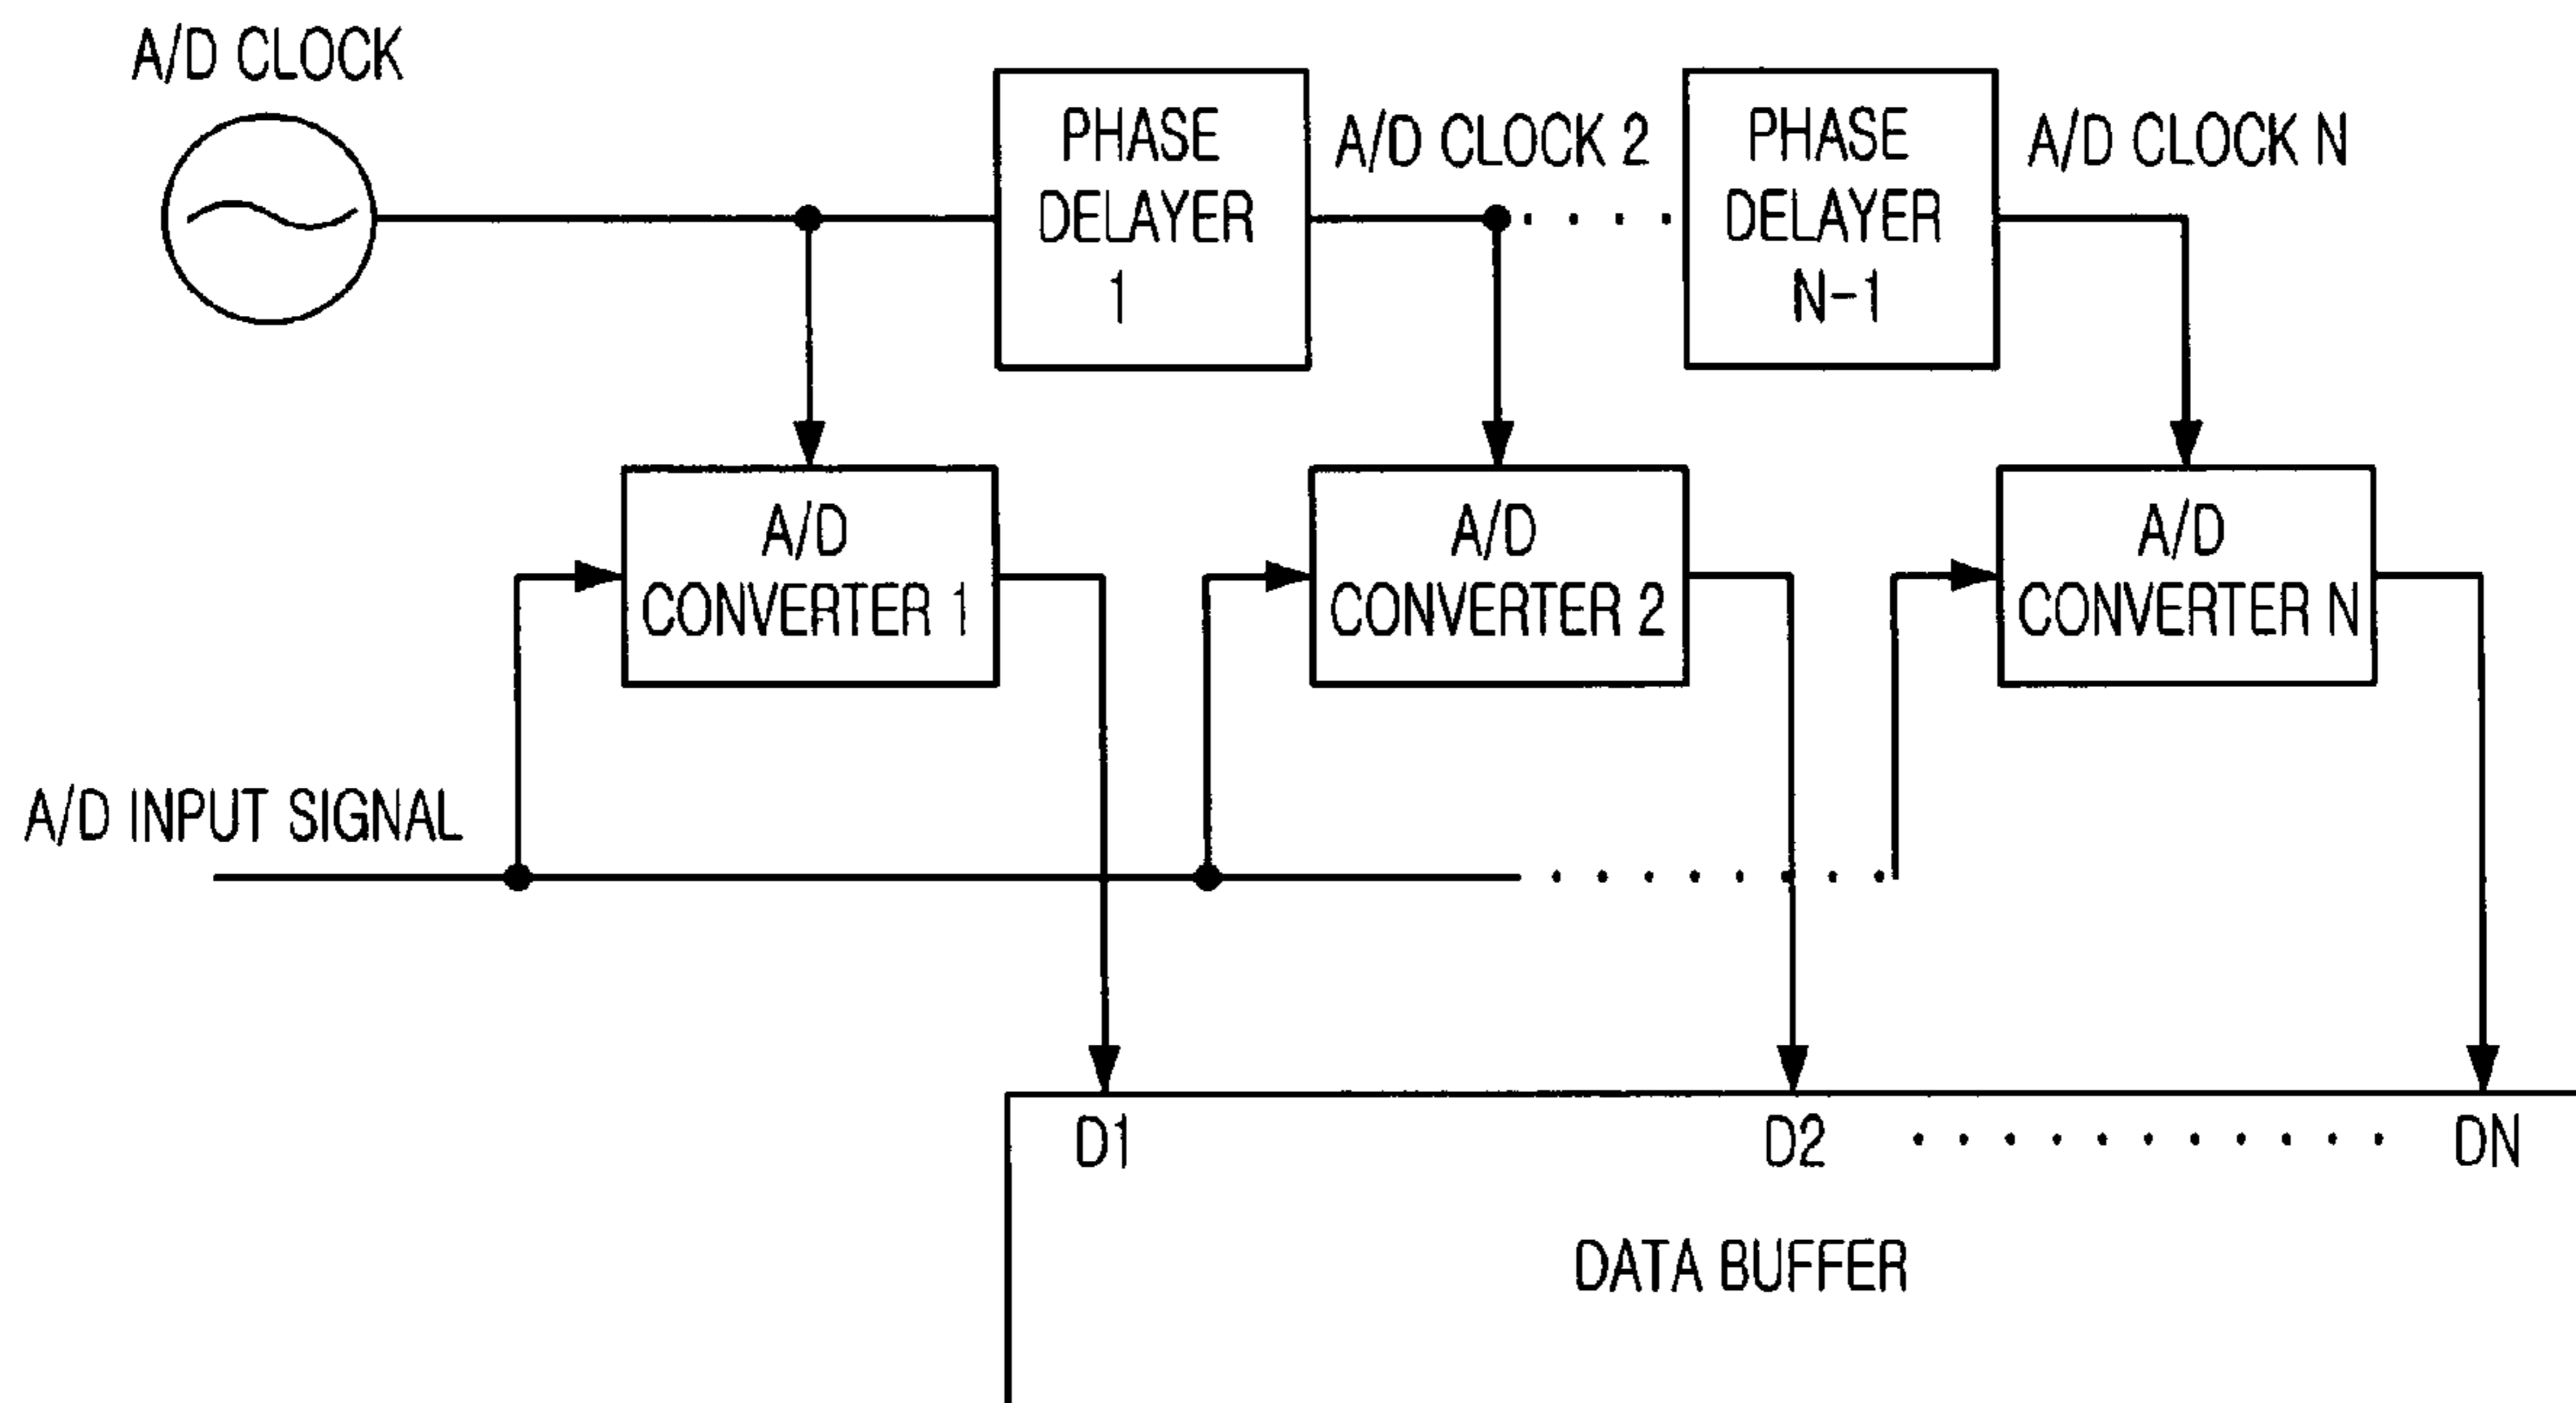 A/D CLOCK
PHASE
DELAYER
1
A/D CLOCK 2
PHASE
DELAYER
N-1
A/D CLOCK N
A/D
CONVERTER 1
A/D
CONVERTER 2
A/D
CONVERTER N
A/D INPUT SIGNAL
D1
D2
DN
DATA BUFFER